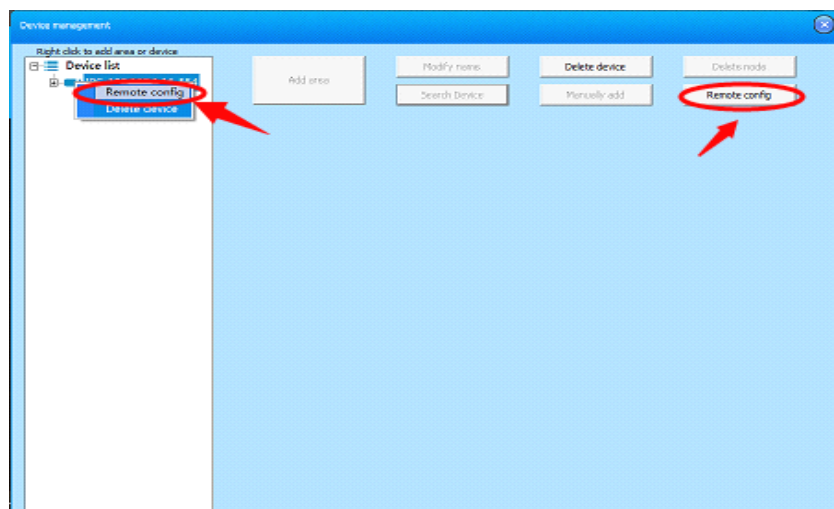 Device management
Right click to add area or device
Device list
Remote config
Delete device
Add area
Modify name
Delete device
Delete node
Search Device
Manually add
Remote config